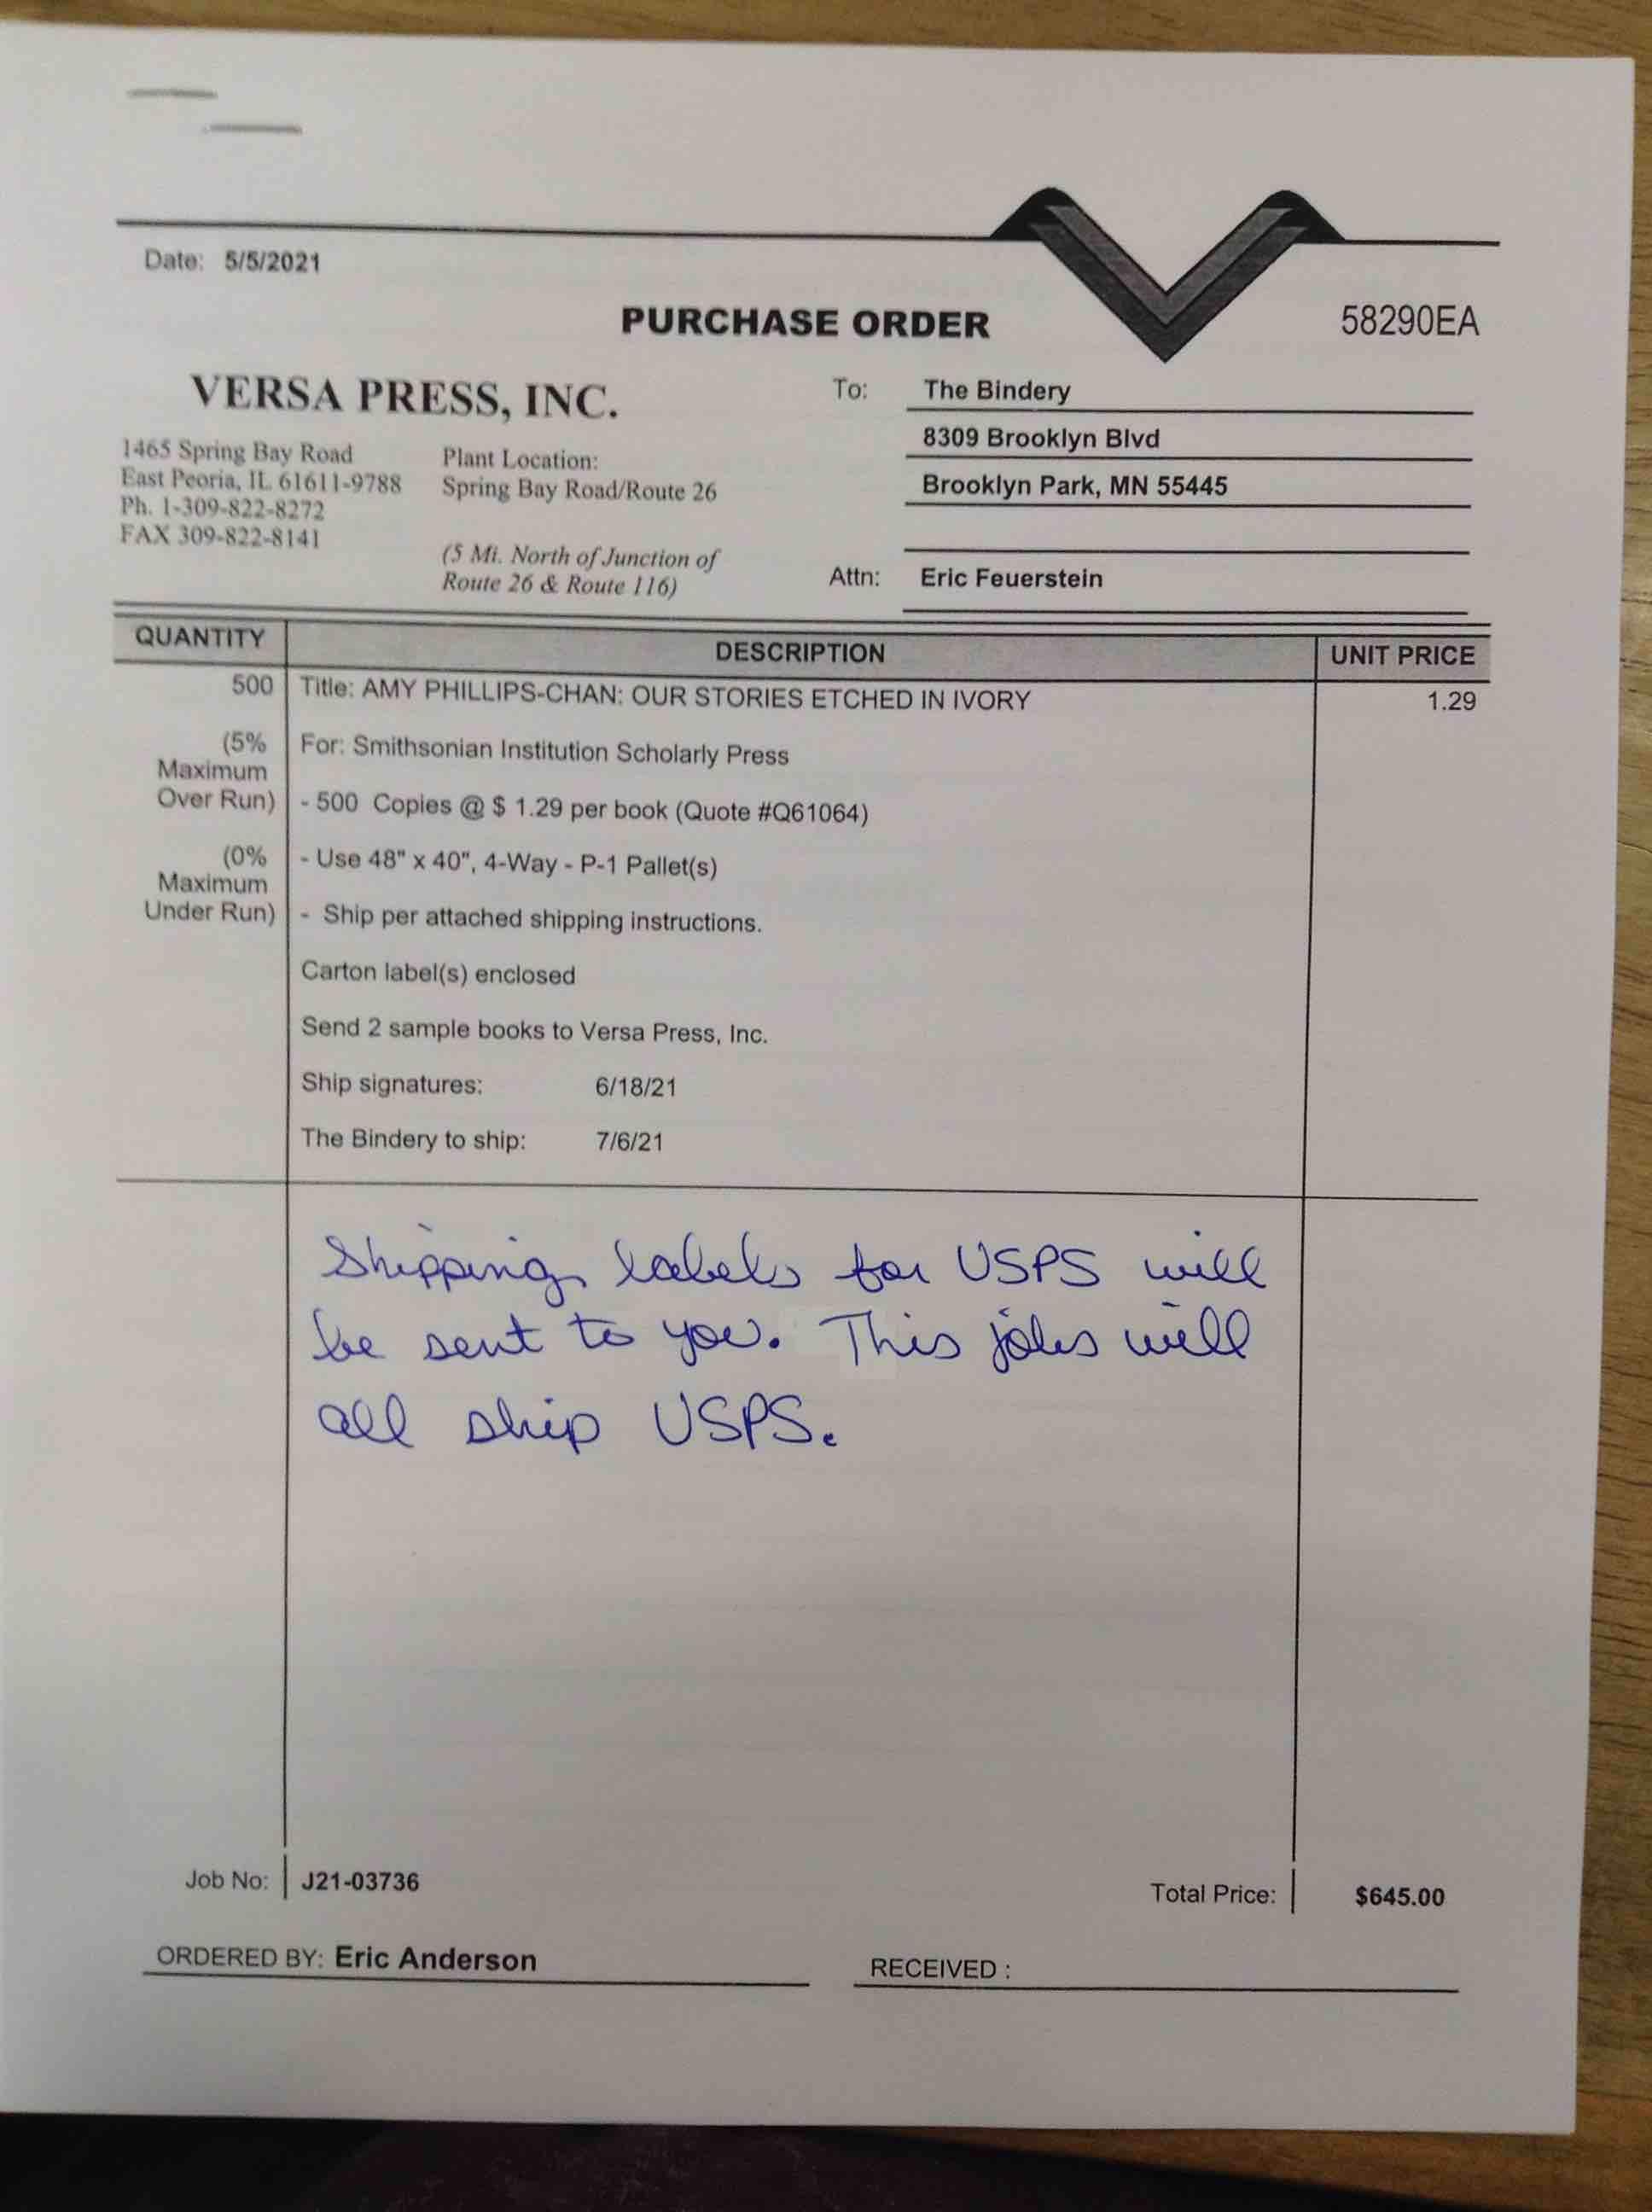 Date: 5/5/2021
PURCHASE ORDER
58290EA
VERSA PRESS, INC.
1465 Spring Bay Road
East Peoria, IL 61611-9788
Ph. 1-309-822-8272
FAX 309-822-8141
Plant Location:
Spring Bay Road/Route 26
(5 Mi. North of Junction of
Route 26 & Route 116)
To: The Bindery
8309 Brooklyn Blvd
Brooklyn Park, MN 55445
Attn: Eric Feuerstein
QUANTITY DESCRIPTION UNIT PRICE
500 Title: AMY PHILLIPS-CHAN: OUR STORIES ETCHED IN IVORY 1.29
(5%
Maximum
Over Run)
(0%
Maximum
Under Run)
For: Smithsonian Institution Scholarly Press
- 500 Copies @ $ 1.29 per book (Quote #Q61064)
- Use 48" x 40", 4-Way - P-1 Pallet(s)
- Ship per attached shipping instructions.
Carton label(s) enclosed
Send 2 sample books to Versa Press, Inc.
Ship signatures: 6/18/21
The Bindery to ship: 7/6/21
Shipping labels for USPS will
be sent to you. This jobs will
all ship USPS.
Job No: J21-03736
Total Price: $645.00
ORDERED BY: Eric Anderson
RECEIVED :